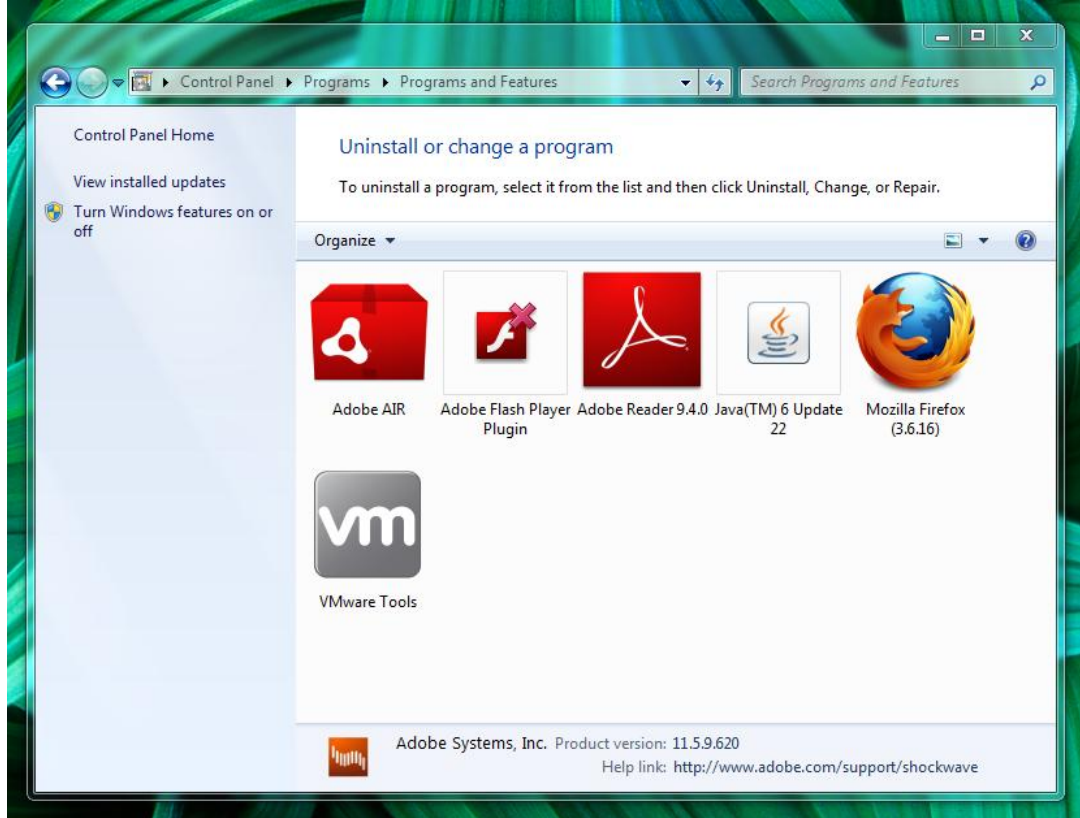 Control Panel Programs Programs and Features Search Programs and Features
Control Panel Home
View installed updates
Turn Windows features on or
off
Uninstall or change a program
To uninstall a program, select it from the list and then click Uninstall, Change, or Repair.
Organize
Adobe AIR
Adobe Flash Player
Plugin
Adobe Reader 9.4.0
Java(TM) 6 Update
22
Mozilla Firefox
(3.6.16)
vm
VMware Tools
Adobe Systems, Inc. Product version: 11.5.9.620
Help link: http://www.adobe.com/support/shockwave